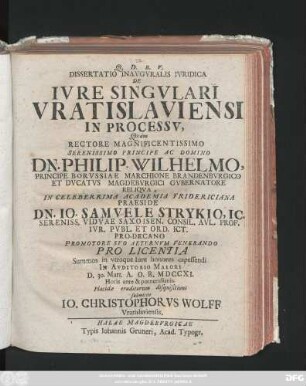 Q. D. B. V.
DISSERTATIO INAVGVRALIS IVRIDICA
DE
IVRE SINGVLARI
VRATISLAVIENSI
IN PROCESSV,
Quam
RECTORE MAGNIFICENTISSIMO
SERENISSIMO PRINCIPE AC DOMINO
DN. PHILIP. WILHELMO,
PRINCIPE BORVSSIAE MARCHIONE BRANDENBVRGICO
ET DVCATVS MAGDEBVRGICI GVBERNATORE
RELIQVA
IN CELEBERRIMA ACADEMIA FRIDERICIANA
PRAESIDE
DN. IO. SAMVELE STRYKIO, IC.
SERENISS. VIDVAE SAXOISEN. CONSIL. AVL. PROF.
IVR. PVBL. ET ORD. ICT.
PRO-DECANO
PROMOTORE SVO AETERNVM VENERANDO
PRO LICENTIA
Summos in utroque Iure honores capessendi
IN AVDITORIO MAIORI
D. 30. Mart. A. O. R. MDCCXI.
Horis ante & pomeridianis
Placidae eruditorum disquisitioni
submittit
IO. CHRISTOPHORVS WOLFF
Vratislaviensis.
HALAE MAGDEBVRGICAE
Typis Iohannis Gruneri, Acad. Typogr.